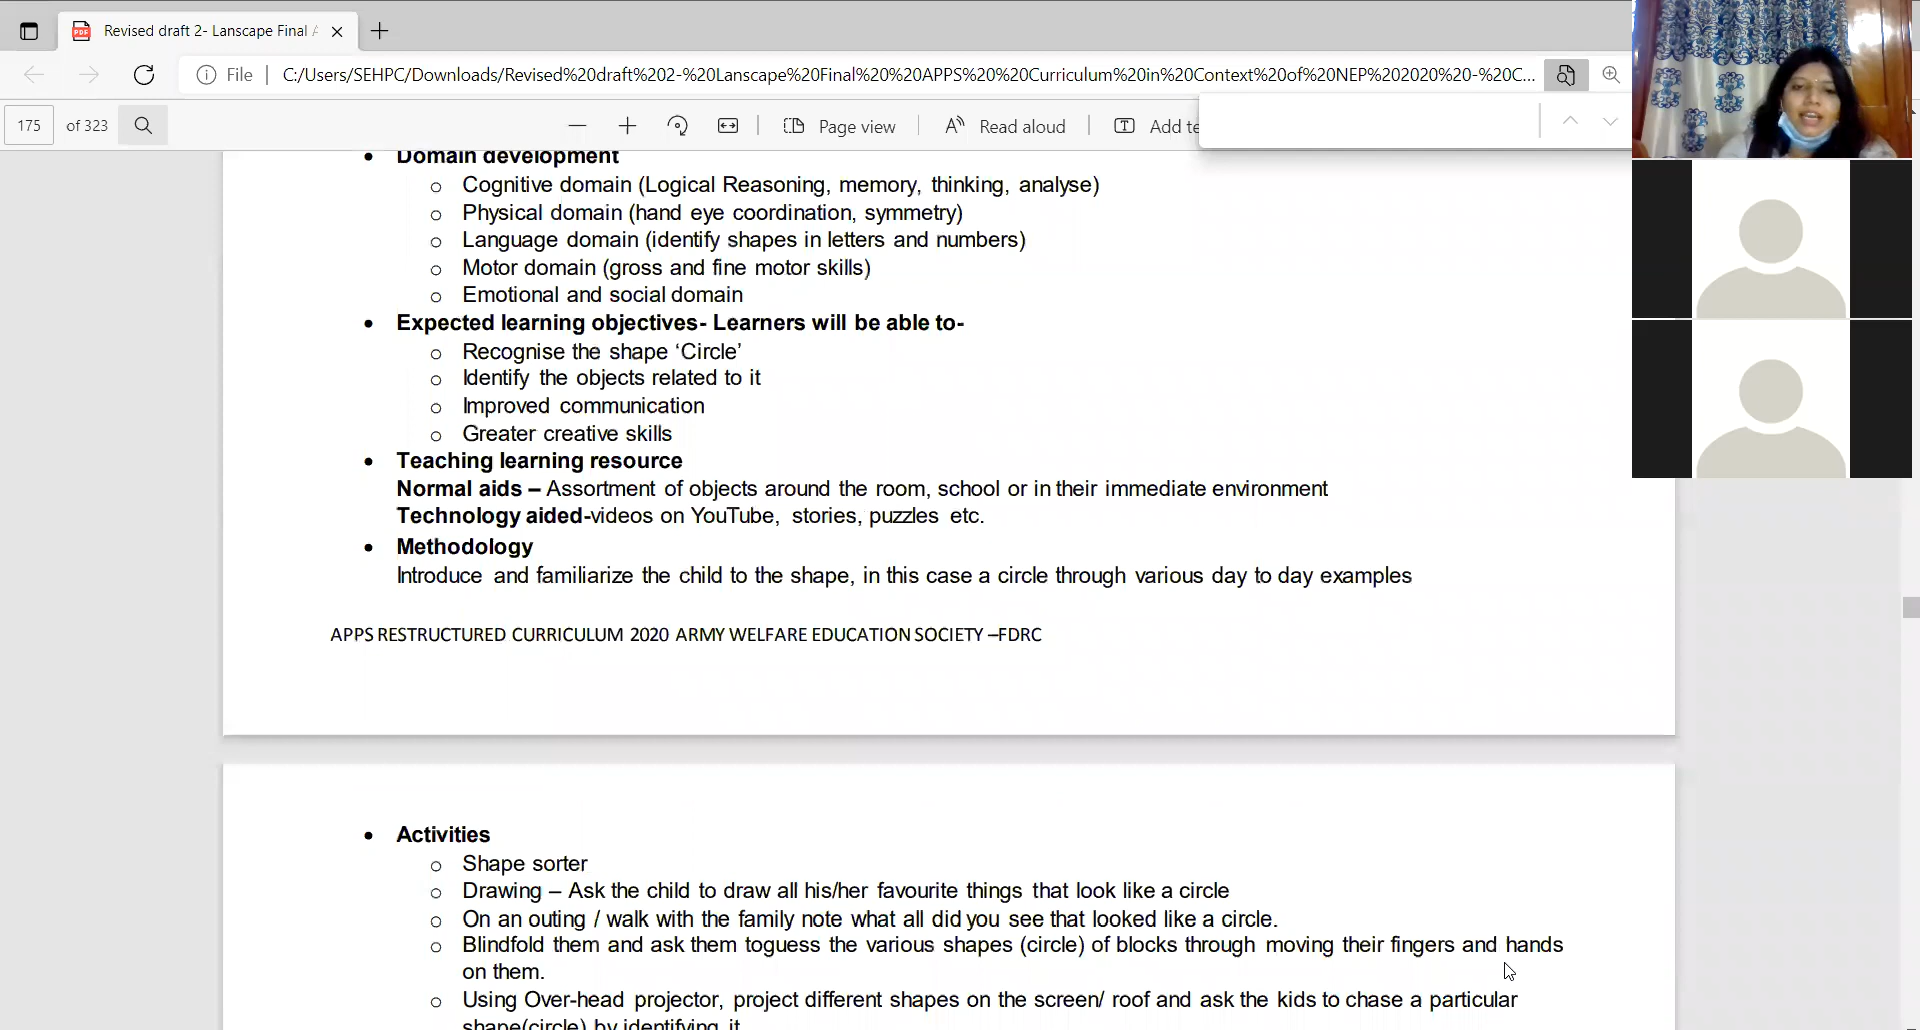 Revised draft 2- Lanscape Final A
File
C:/Users/SEHPC/Downloads/Revised%20draft%202-%20Lanscape%20Final%20%20APPS%20%20Curriculum%20in%20Context%20of%20NEP%202020%20-%20C...
175 of 323
Page view
Read aloud
Add te
• Domain development
o Cognitive domain (Logical Reasoning, memory, thinking, analyse)
o Physical domain (hand eye coordination, symmetry)
o Language domain (identify shapes in letters and numbers)
o Motor domain (gross and fine motor skills)
o Emotional and social domain
• Expected learning objectives- Learners will be able to-
o Recognise the shape ‘Circle’
o Identify the objects related to it
o Improved communication
o Greater creative skills
• Teaching learning resource
Normal aids – Assortment of objects around the room, school or in their immediate environment
Technology aided-videos on YouTube, stories, puzzles etc.
• Methodology
Introduce and familiarize the child to the shape, in this case a circle through various day to day examples
APPS RESTRUCTURED CURRICULUM 2020 ARMY WELFARE EDUCATION SOCIETY –FDRC
• Activities
o Shape sorter
o Drawing – Ask the child to draw all his/her favourite things that look like a circle
o On an outing / walk with the family note what all did you see that looked like a circle.
o Blindfold them and ask them toguess the various shapes (circle) of blocks through moving their fingers and hands
on them.
o Using Over-head projector, project different shapes on the screen/ roof and ask the kids to chase a particular
shape(circle) by identifying it